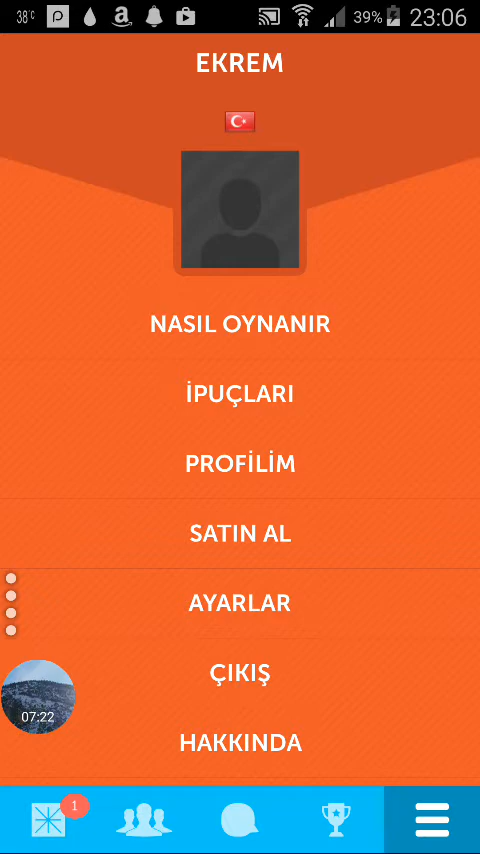 38°C
39%
23:06
EKREM
NASIL OYNANIR
İPUÇLARI
PROFİLİM
SATIN AL
AYARLAR
ÇIKIŞ
07:22
HAKKINDA
1